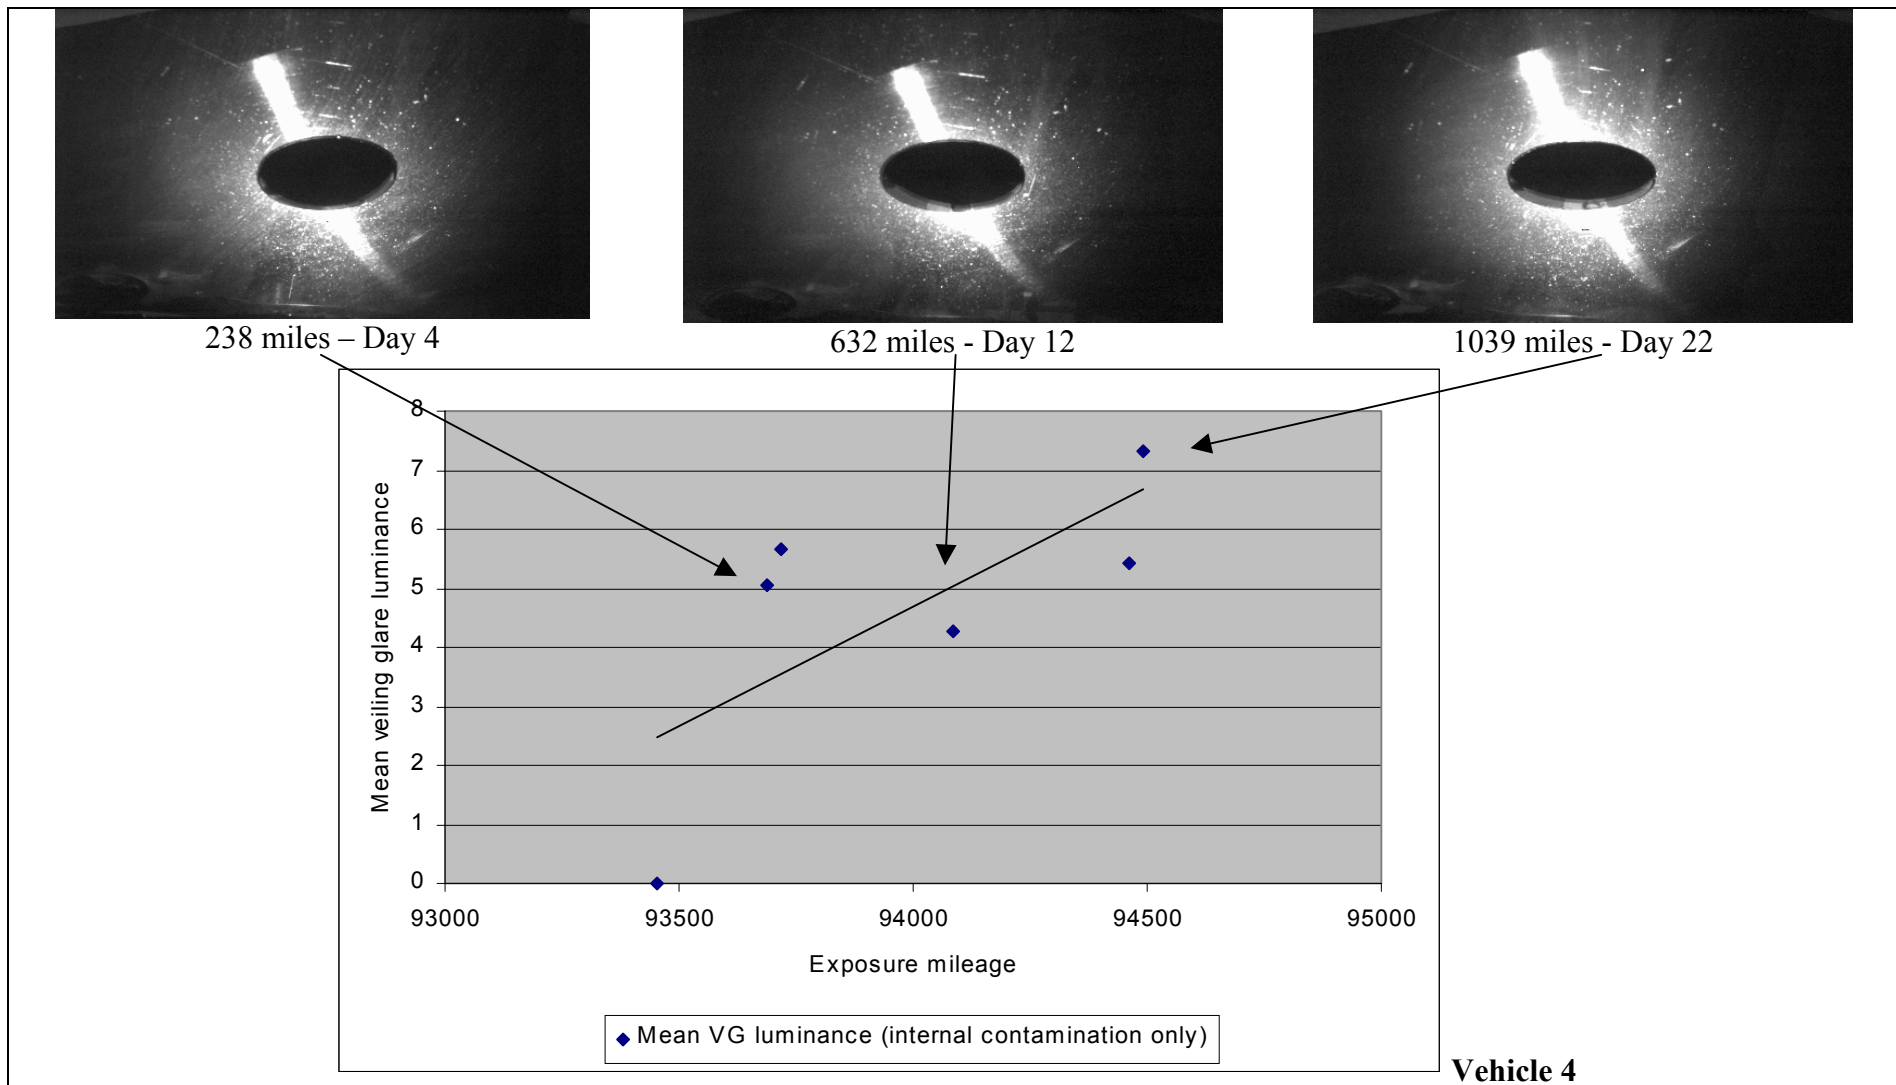 238 miles – Day 4
632 miles - Day 12
1039 miles - Day 22
8
7
6
5
4
3
2
1
0
Mean veiling glare luminance
93000 93500 94000 94500 95000
Exposure mileage
Mean VG luminance (internal contamination only)
Vehicle 4